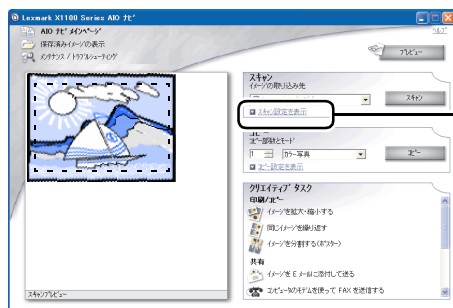 Lexmark X1100 Series AIO ナビ
AIO ナビ メインページ
ヘルプ
保存済みイメージの表示
メンテナンス / トラブルシューティング
プレビュー
スキャン
イメージの取り込み先
スキャン
スキャン設定を表示
コピー
コピー部数とモード
1
カラー写真
コピー
コピー設定を表示
クリエイティブ タスク
印刷/コピー
イメージを拡大・縮小する
同じイメージを繰り返す
イメージを分割する(ポスター)
共有
イメージを E メールに添付して送る
コンピュータのモデムを使って FAX を送信する
スキャンプレビュー